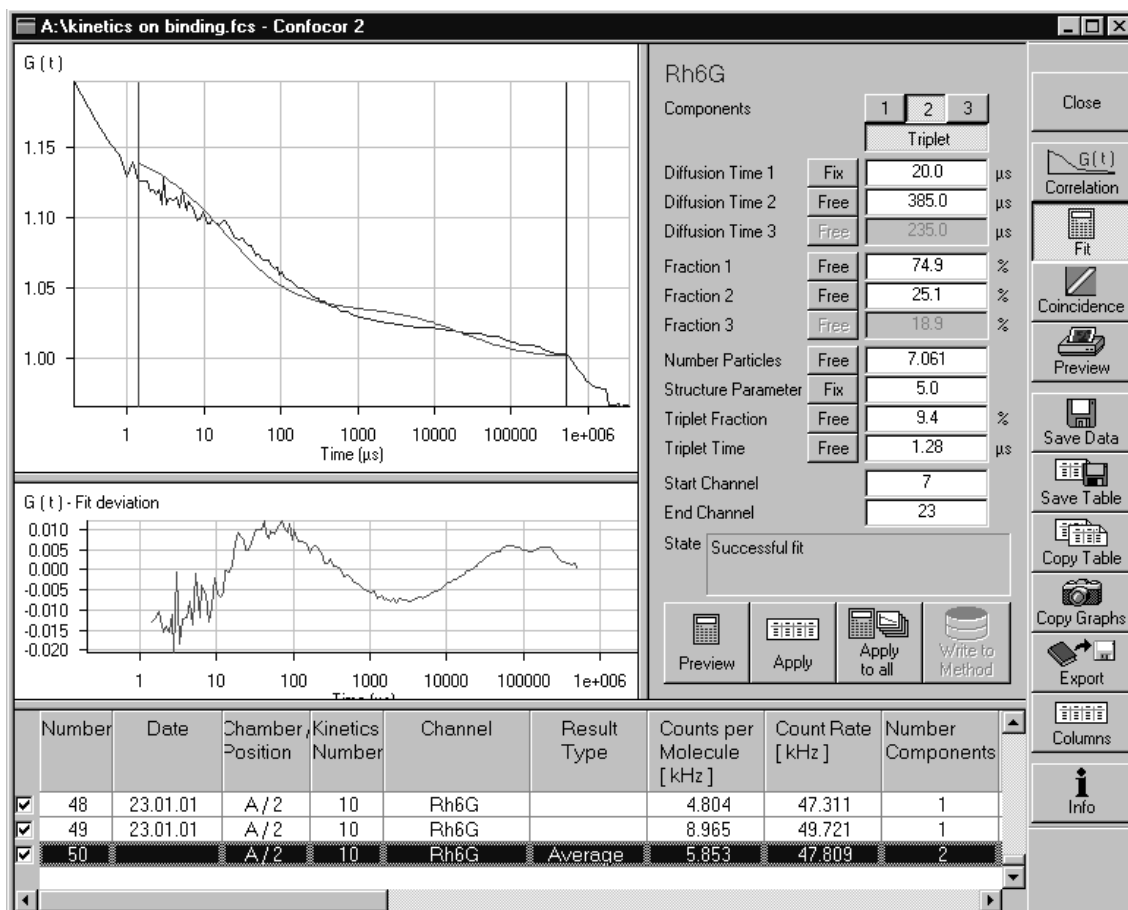 A:\kinetics on binding.fcs - Confocor 2
G ( t )
1.15
1.10
1.05
1.00
1 10 100 1000 10000 100000 1e+006
Time (µs)
G ( t ) - Fit deviation
0.010
0.005
0.000
-0.005
-0.010
-0.015
-0.020
1 10 100 1000 10000 100000 1e+006
Time (µs)
Rh6G
Components 1 2 3
Triplet
Diffusion Time 1 Fix 20.0 µs
Diffusion Time 2 Free 385.0 µs
Diffusion Time 3 Free 235.0 µs
Fraction 1 Free 74.9 %
Fraction 2 Free 25.1 %
Fraction 3 Free 18.9 %
Number Particles Free 7.061
Structure Parameter Fix 5.0
Triplet Fraction Free 9.4 %
Triplet Time Free 1.28 µs
Start Channel 7
End Channel 23
State Successful fit
Preview
Apply
Apply
to all
Write to
Method
Close
G(t)
Correlation
Fit
Coincidence
Preview
Save Data
Save Table
Copy Table
Copy Graphs
Export
Columns
Info
Number Date Chamber / Kinetics Channel Result Counts per Count Rate Number
Position Number Type Molecule [ kHz ] Components
[ kHz ]
48 23.01.01 A / 2 10 Rh6G 4.804 47.311 1
49 23.01.01 A / 2 10 Rh6G 8.965 49.721 1
50 A / 2 10 Rh6G Average 5.853 47.809 2